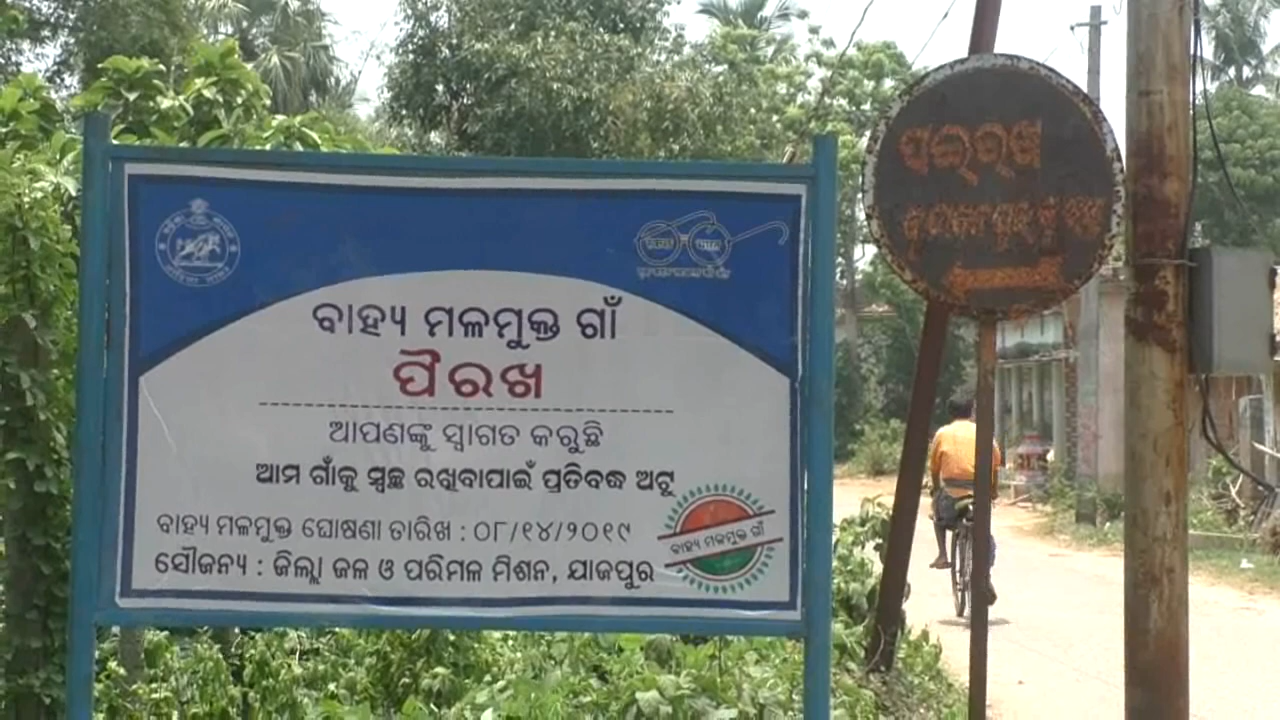 ବାହ୍ୟ ମଳମୁକ୍ତ ଗାଁ
ପୈରଖ
ଆପଣଙ୍କୁ ସ୍ୱାଗତ କରୁଛି
ଆମ ଗାଁକୁ ସ୍ୱଚ୍ଛ ରଖିବାପାଇଁ ପ୍ରତିବଦ୍ଧ ଅଟୁ
ବାହ୍ୟ ମଳମୁକ୍ତ ଘୋଷଣା ତାରିଖ : ୦୮/୧୪/୨୦୧୯
ସୌଜନ୍ୟ : ଜିଲ୍ଲା ଜଳ ଓ ପରିମଳ ମିଶନ, ଯାଜପୁର
ବାହ୍ୟ ମଳମୁକ୍ତ ଗାଁ